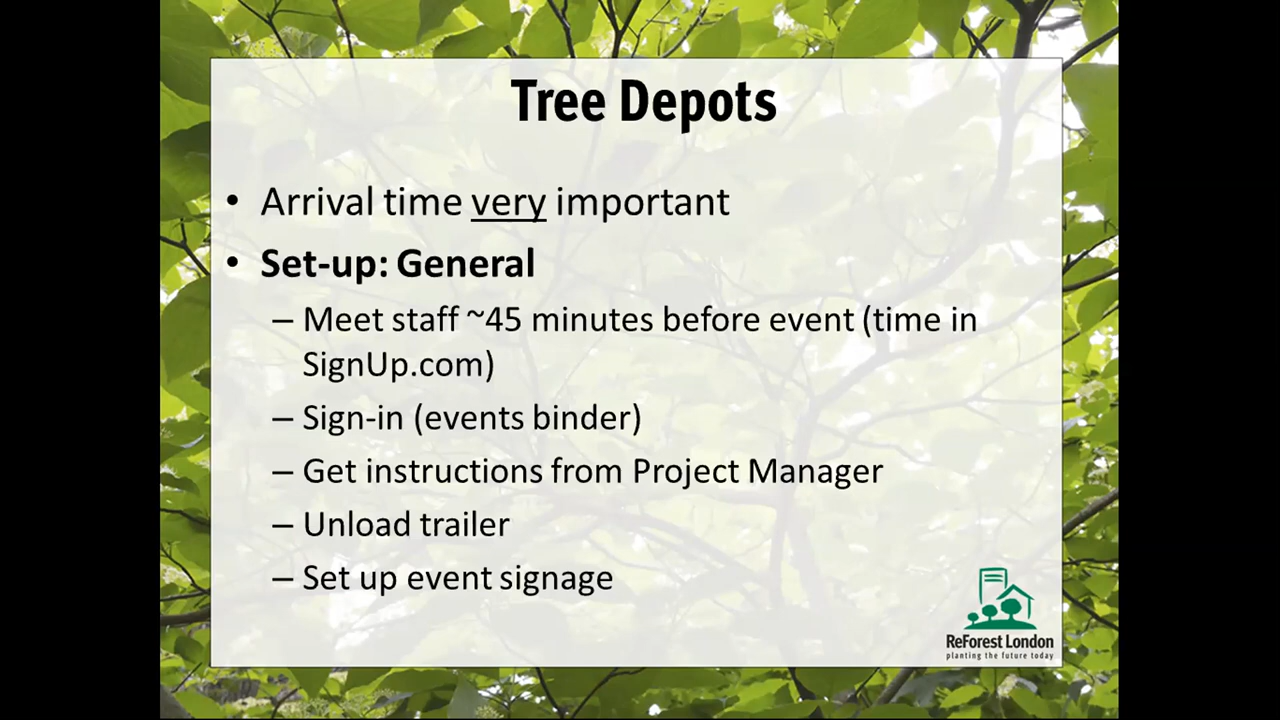 Tree Depots
• Arrival time very important
• Set-up: General
– Meet staff ~45 minutes before event (time in
SignUp.com)
– Sign-in (events binder)
– Get instructions from Project Manager
– Unload trailer
– Set up event signage
ReForest London
planting the future today